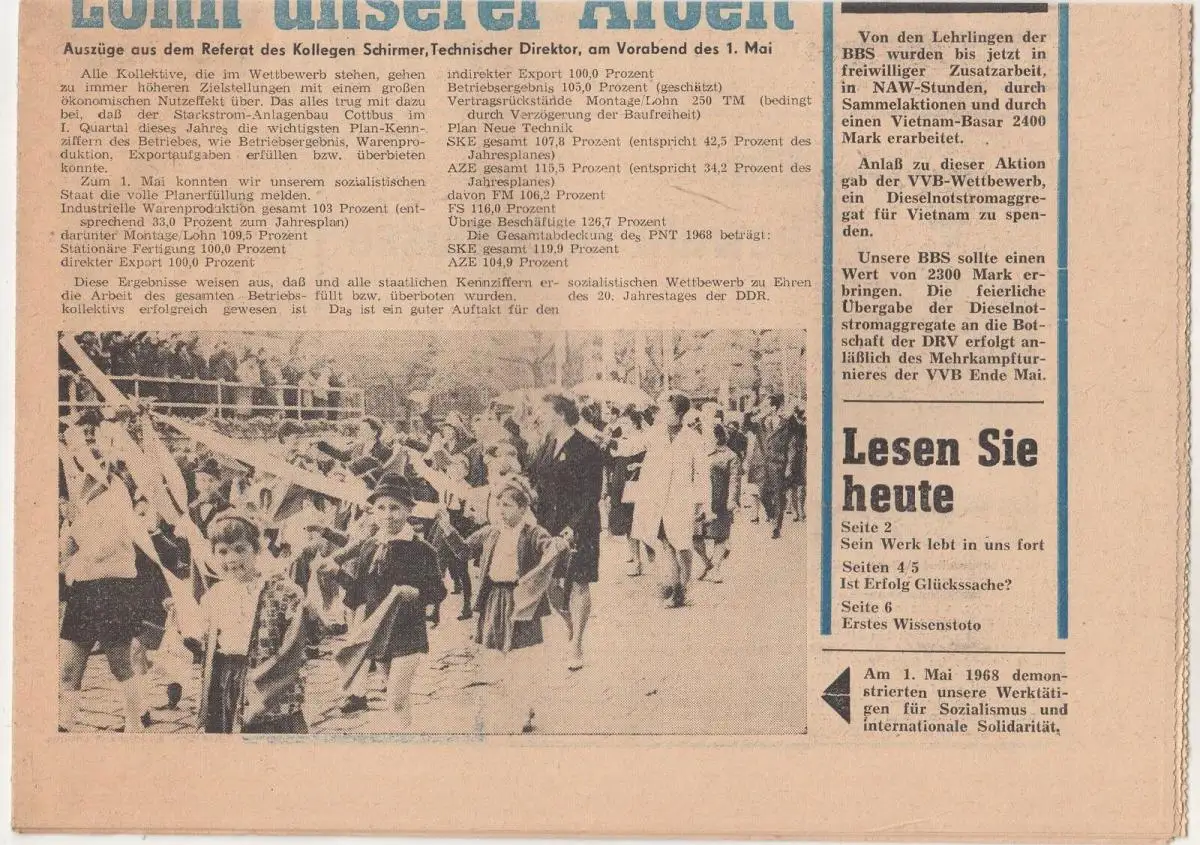 Lohn unserer Arbeit
Auszüge aus dem Referat des Kollegen Schirmer, Technischer Direktor, am Vorabend des 1. Mai
Alle Kollektive, die im Wettbewerb stehen, gehen
zu immer höheren Zielstellungen mit einem großen
ökonomischen Nutzeffekt über. Das alles trug mit dazu
bei, daß der Starkstrom-Anlagenbau Cottbus im
I. Quartal dieses Jahres die wichtigsten Plan-Kenn-
ziffern des Betriebes, wie Betriebsergebnis, Warenpro-
duktion, Exportaufgaben erfüllen bzw. überbieten
konnte.
Zum 1. Mai konnten wir unserem sozialistischen
Staat die volle Planerfüllung melden.
Industrielle Warenproduktion gesamt 103 Prozent (ent-
sprechend 33,0 Prozent zum Jahresplan)
darunter Montage/Lohn 109,5 Prozent
Stationäre Fertigung 100,0 Prozent
direkter Export 100,0 Prozent
indirekter Export 100,0 Prozent
Betriebsergebnis 105,0 Prozent (geschätzt)
Vertragsrückstände Montage/Lohn 250 TM (bedingt
durch Verzögerung der Baufreiheit)
Plan Neue Technik
SKE gesamt 107,8 Prozent (entspricht 42,5 Prozent des
Jahresplanes)
AZE gesamt 115,5 Prozent (entspricht 34,2 Prozent des
Jahresplanes)
davon FM 106,2 Prozent
FS 116,0 Prozent
Übrige Beschäftigte 126,7 Prozent
Die Gesamtabdeckung des PNT 1968 beträgt:
SKE gesamt 119,9 Prozent
AZE 104,9 Prozent
Diese Ergebnisse weisen aus, daß
die Arbeit des gesamten Betriebs-
kollektivs erfolgreich gewesen ist
und alle staatlichen Kennziffern er-
füllt bzw. überboten wurden.
Das ist ein guter Auftakt für den
sozialistischen Wettbewerb zu Ehren
des 20. Jahrestages der DDR.
Von den Lehrlingen der
BBS wurden bis jetzt in
freiwilliger Zusatzarbeit,
in NAW-Stunden, durch
Sammelaktionen und durch
einen Vietnam-Basar 2400
Mark erarbeitet.
Anlaß zu dieser Aktion
gab der VVB-Wettbewerb,
ein Dieselnotstromaggre-
gat für Vietnam zu spen-
den.
Unsere BBS sollte einen
Wert von 2300 Mark er-
bringen. Die feierliche
Übergabe der Dieselnot-
stromaggregate an die Bot-
schaft der DRV erfolgt an-
läßlich des Mehrkampftur-
nieres der VVB Ende Mai.
Lesen Sie
heute
Seite 2
Sein Werk lebt in uns fort
Seiten 4/5
Ist Erfolg Glückssache?
Seite 6
Erstes Wissenstoto
Am 1. Mai 1968 demon-
strierten unsere Werktäti-
gen für Sozialismus und
internationale Solidarität.